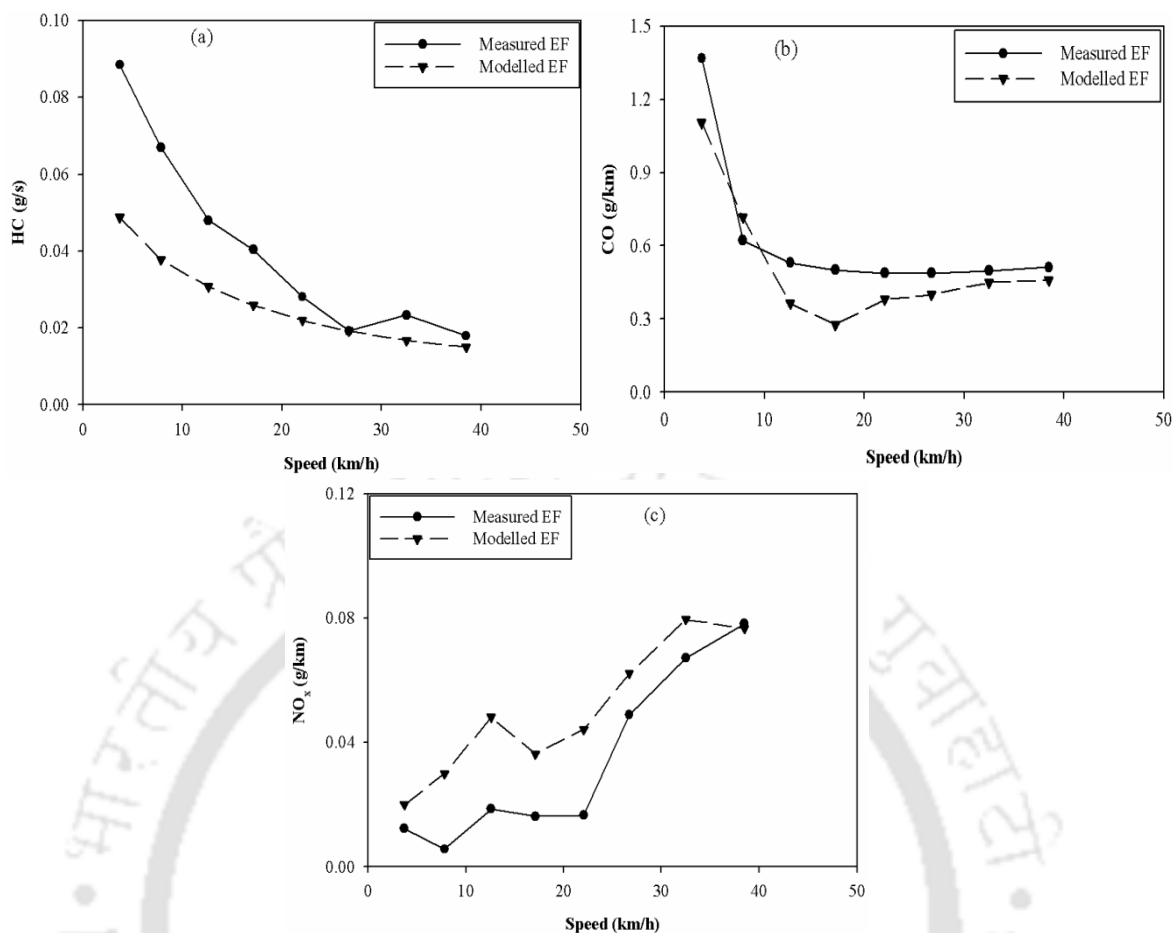 (a)
Measured EF
Modelled EF
HC (g/s)
0.10
0.08
0.06
0.04
0.02
0.00
0 10 20 30 40 50
Speed (km/h)
(b)
Measured EF
Modelled EF
CO (g/km)
1.5
1.2
0.9
0.6
0.3
0.0
0 10 20 30 40 50
Speed (km/h)
(c)
Measured EF
Modelled EF
NOx (g/km)
0.12
0.08
0.04
0.00
0 10 20 30 40 50
Speed (km/h)
भारतीय प्रौ
गुवाहाटी